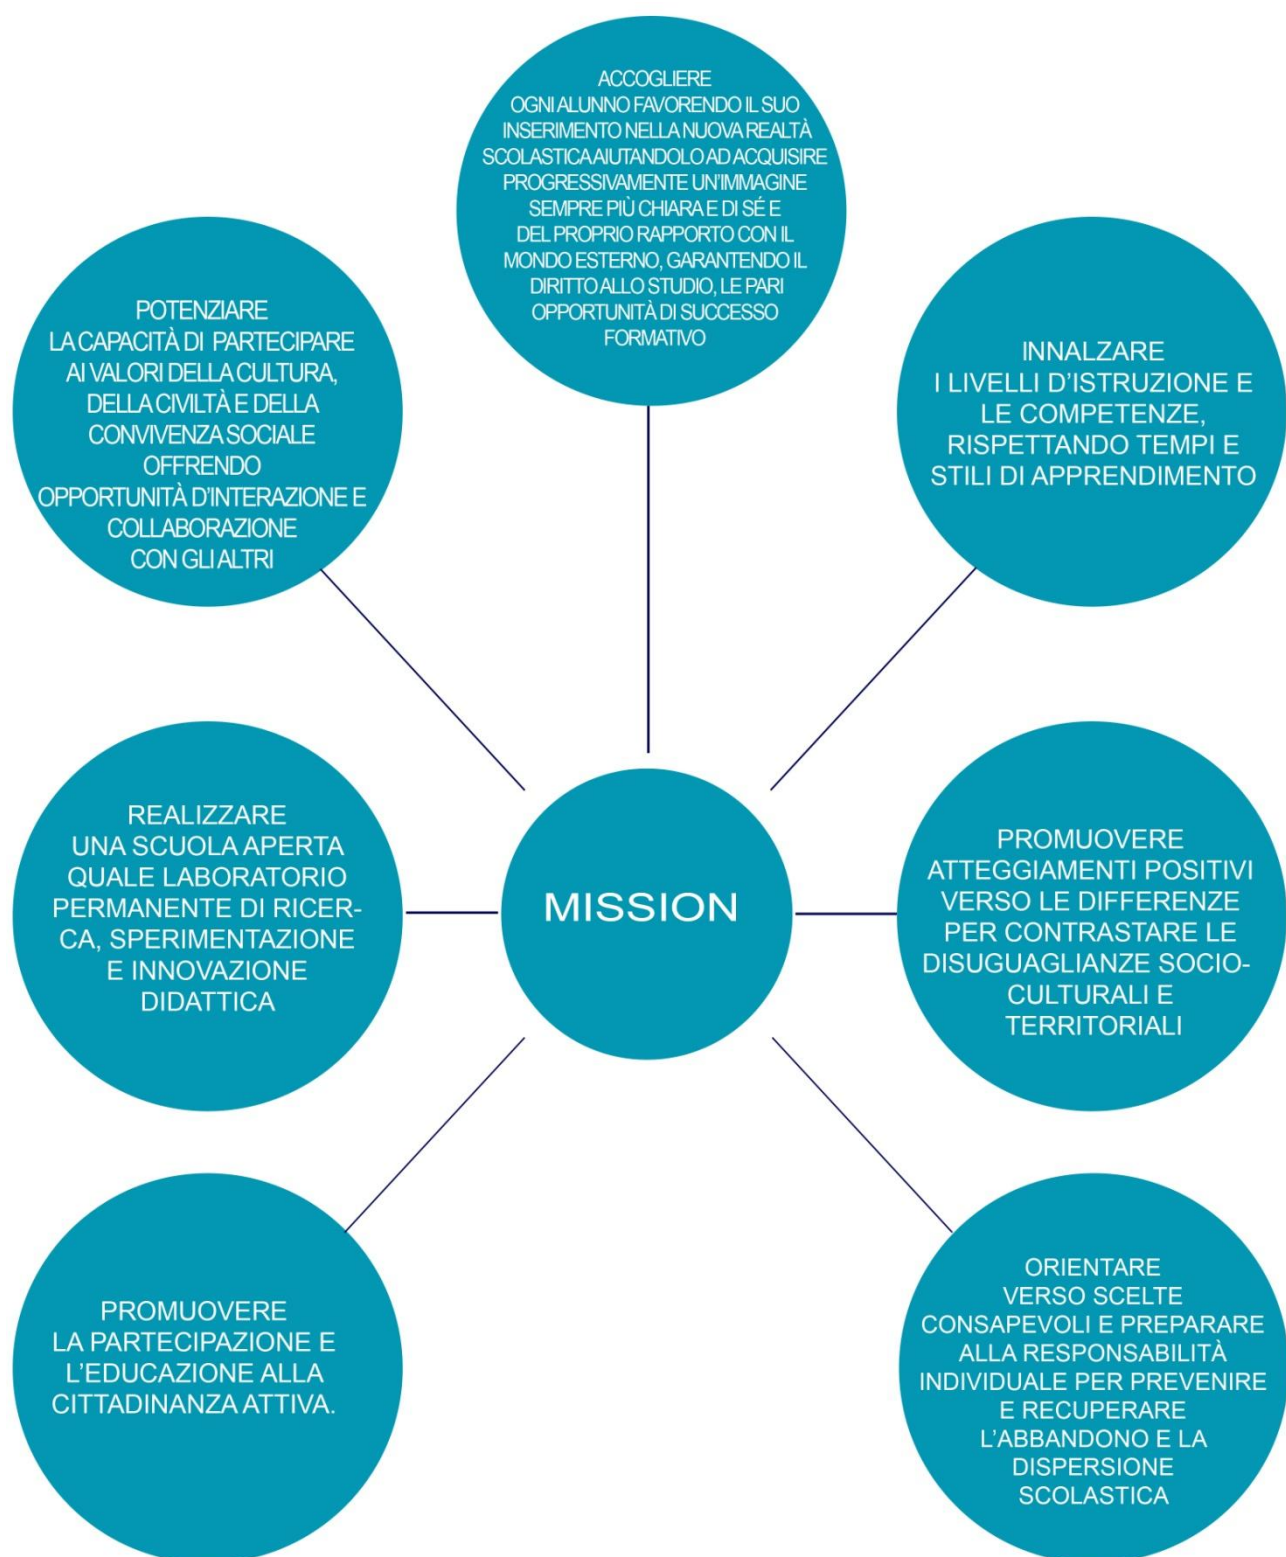 ACCOGLIERE
OGNI ALUNNO FAVORENDO IL SUO
INSERIMENTO NELLA NUOVA REALTÀ
SCOLASTICA AIUTANDOLO AD ACQUISIRE
PROGRESSIVAMENTE UN'IMMAGINE
SEMPRE PIÙ CHIARA E DI SÉ E
DEL PROPRIO RAPPORTO CON IL
MONDO ESTERNO, GARANTENDO IL
DIRITTO ALLO STUDIO, LE PARI
OPPORTUNITÀ DI SUCCESSO
FORMATIVO
POTENZIARE
LA CAPACITÀ DI PARTECIPARE
AI VALORI DELLA CULTURA,
DELLA CIVILTÀ E DELLA
CONVIVENZA SOCIALE
OFFRENDO
OPPORTUNITÀ D'INTERAZIONE E
COLLABORAZIONE
CON GLI ALTRI
INNALZARE
I LIVELLI D'ISTRUZIONE E
LE COMPETENZE,
RISPETTANDO TEMPI E
STILI DI APPRENDIMENTO
REALIZZARE
UNA SCUOLA APERTA
QUALE LABORATORIO
PERMANENTE DI RICER-
CA, SPERIMENTAZIONE
E INNOVAZIONE
DIDATTICA
MISSION
PROMUOVERE
ATTEGGIAMENTI POSITIVI
VERSO LE DIFFERENZE
PER CONTRASTARE LE
DISUGUAGLIANZE SOCIO-
CULTURALI E
TERRITORIALI
PROMUOVERE
LA PARTECIPAZIONE E
L'EDUCAZIONE ALLA
CITTADINANZA ATTIVA.
ORIENTARE
VERSO SCELTE
CONSAPEVOLI E PREPARARE
ALLA RESPONSABILITÀ
INDIVIDUALE PER PREVENIRE
E RECUPERARE
L'ABBANDONO E LA
DISPERSIONE
SCOLASTICA